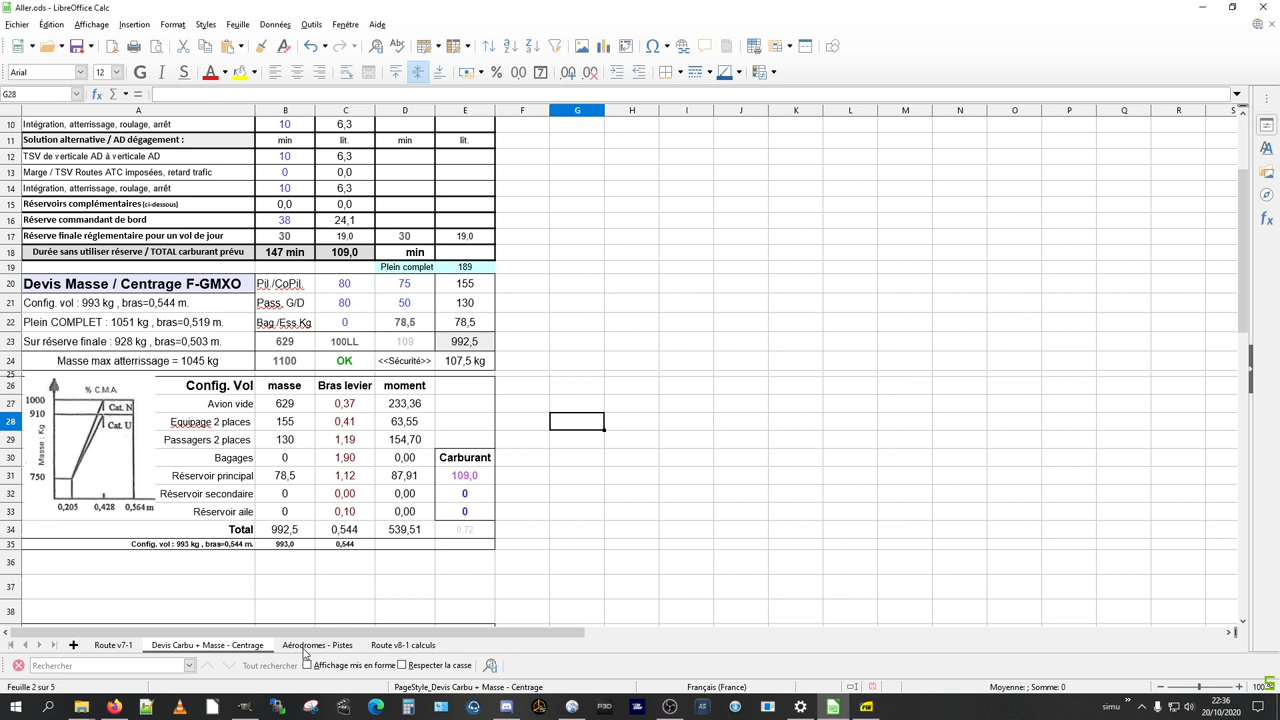 Aller.ods - LibreOffice Calc
Fichier Édition Affichage Insertion Format Styles Feuille Données Outils Fenêtre Aide
Arial 12
G28
A B C D E F G H I J K L M N O P Q R S
10 Intégration, atterrissage, roulage, arrêt 10 6,3
11 Solution alternative / AD dégagement : min lit. min lit.
12 TSV de verticale AD à verticale AD 10 6,3
13 Marge / TSV Routes ATC imposées, retard trafic 0 0,0
14 Intégration, atterrissage, roulage, arrêt 10 6,3
15 Réservoirs complémentaires (ci-dessous) 0,0 0,0
16 Réserve commandant de bord 38 24,1
17 Réserve finale réglementaire pour un vol de jour 30 19,0 30 19,0
18 Durée sans utiliser réserve / TOTAL carburant prévu 147 min 109,0 min
19 Plein complet 189
20 Devis Masse / Centrage F-GMXO Pil./CoPil. 80 75 155
21 Config. vol : 993 kg , bras=0,544 m. Pass. G/D 80 50 130
22 Plein COMPLET : 1051 kg , bras=0,519 m. Bag./Ess.Kg 0 78,5 78,5
23 Sur réserve finale : 928 kg , bras=0,503 m. 629 100LL 109 992,5
24 Masse max atterrissage = 1045 kg 1100 OK <<Sécurité>> 107,5 kg
25
26 Config. Vol masse Bras levier moment
27 Avion vide 629 0,37 233,36
28 Equipage 2 places 155 0,41 63,55
29 Passagers 2 places 130 1,19 154,70
30 Bagages 0 1,90 0,00 Carburant
31 Réservoir principal 78,5 1,12 87,91 109,0
32 Réservoir secondaire 0 0,00 0,00 0
33 Réservoir aile 0 0,10 0,00 0
34 Total 992,5 0,544 539,51 0,72
35 Config. vol : 993 kg , bras=0,544 m. 993,0 0,544
36
37
38
% C.M.A.
1000
910
750
Masse : Kg
Cat. N
Cat. U
0,205 0,428 0,564 m
Route v7-1 Devis Carbu + Masse - Centrage Aérodromes - Pistes Route v8-1 calculs
Rechercher Tout rechercher Affichage mis en forme Respecter la casse
Feuille 2 sur 5 PageStyle_Devis Carbu + Masse - Centrage Français (France) Moyenne: ; Somme: 0 100
P3D
simu
22:36
20/10/2020